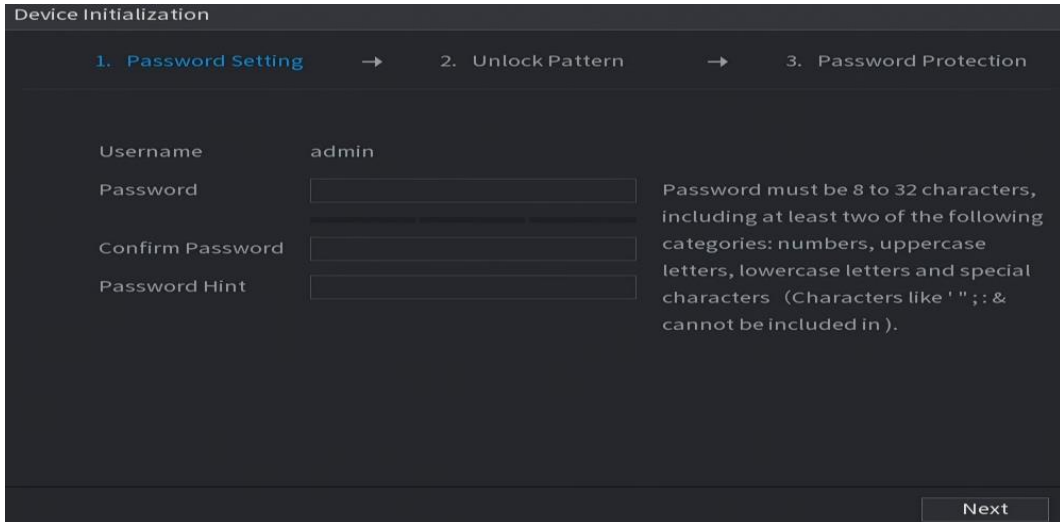 Device Initialization
1. Password Setting → 2. Unlock Pattern → 3. Password Protection
Username admin
Password
Password must be 8 to 32 characters,
including at least two of the following
Confirm Password
categories: numbers, uppercase
letters, lowercase letters and special
Password Hint
characters (Characters like ' " ; : &
cannot be included in ).
Next